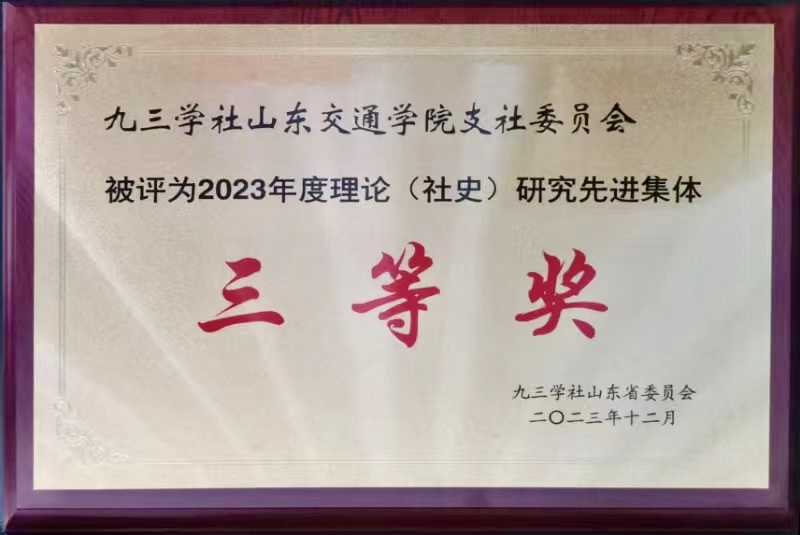 九三学社山东交通学院支社委员会
被评为2023年度理论（社史）研究先进集体
三等奖
九三学社山东省委员会
二〇二三年十二月